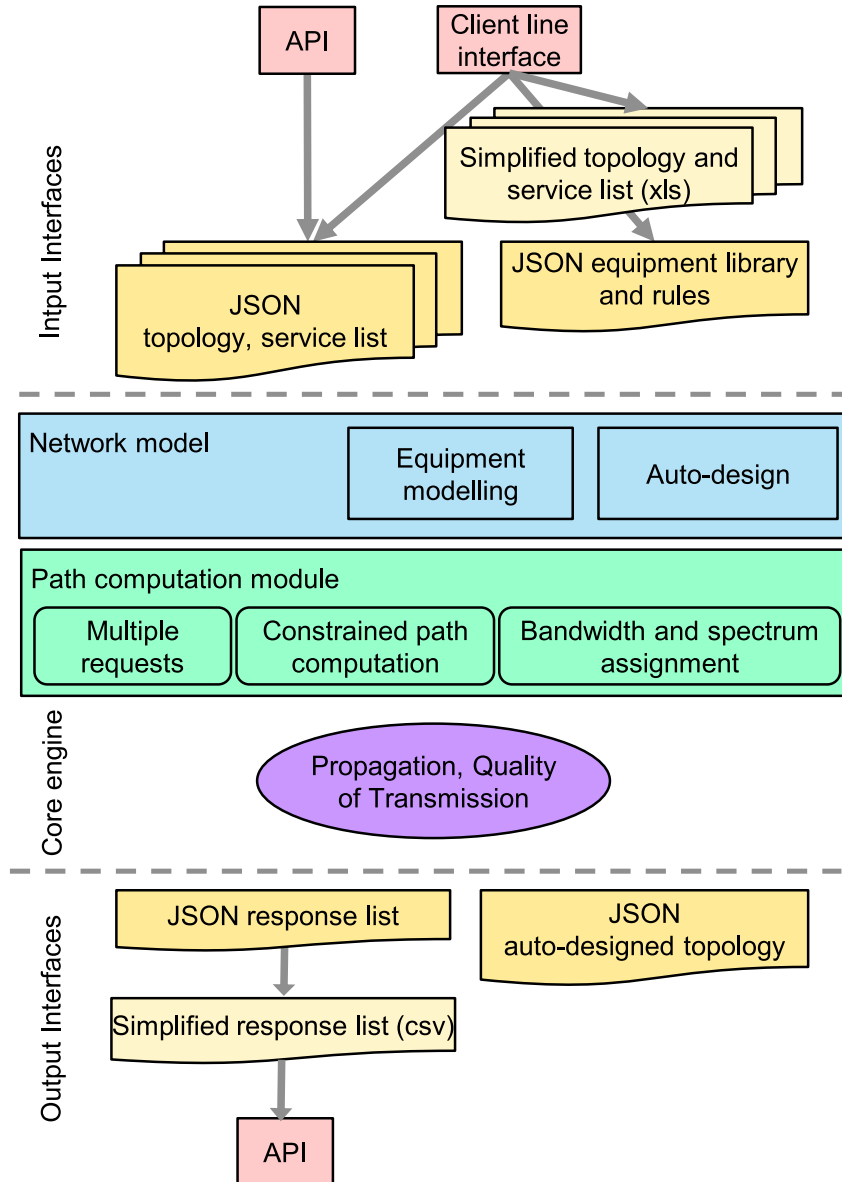 API
Client line
interface
Simplified topology and
service list (xls)
JSON equipment library
and rules
JSON
topology, service list
Intput Interfaces
Network model
Equipment
modelling
Auto-design
Path computation module
Multiple
requests
Constrained path
computation
Bandwidth and spectrum
assignment
Core engine
Propagation, Quality
of Transmission
Output Interfaces
JSON response list
JSON
auto-designed topology
Simplified response list (csv)
API